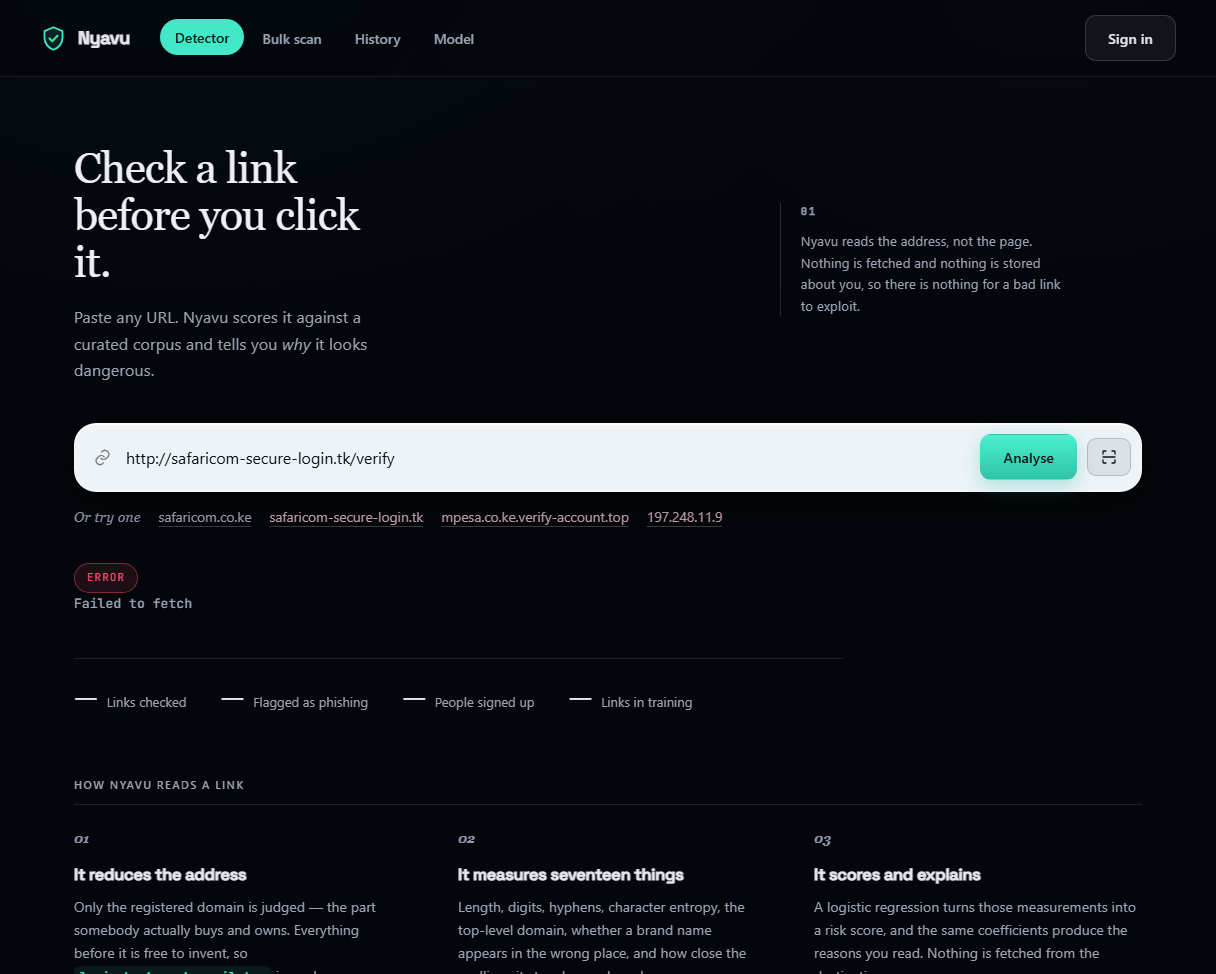 Nyavu
Detector
Bulk scan
History
Model
Sign in
Check a link
before you click
it.
01
Nyavu reads the address, not the page.
Nothing is fetched and nothing is stored
about you, so there is nothing for a bad link
to exploit.
Paste any URL. Nyavu scores it against a
curated corpus and tells you why it looks
dangerous.
http://safaricom-secure-login.tk/verify
Analyse
Or try one safaricom.co.ke safaricom-secure-login.tk mpesa.co.ke.verify-account.top 197.248.11.9
ERROR
Failed to fetch
— Links checked
— Flagged as phishing
— People signed up
— Links in training
HOW NYAVU READS A LINK
01
It reduces the address
Only the registered domain is judged — the part
somebody actually buys and owns. Everything
before it is free to invent, so
02
It measures seventeen things
Length, digits, hyphens, character entropy, the
top-level domain, whether a brand name
appears in the wrong place, and how close the
03
It scores and explains
A logistic regression turns those measurements into
a risk score, and the same coefficients produce the
reasons you read. Nothing is fetched from the